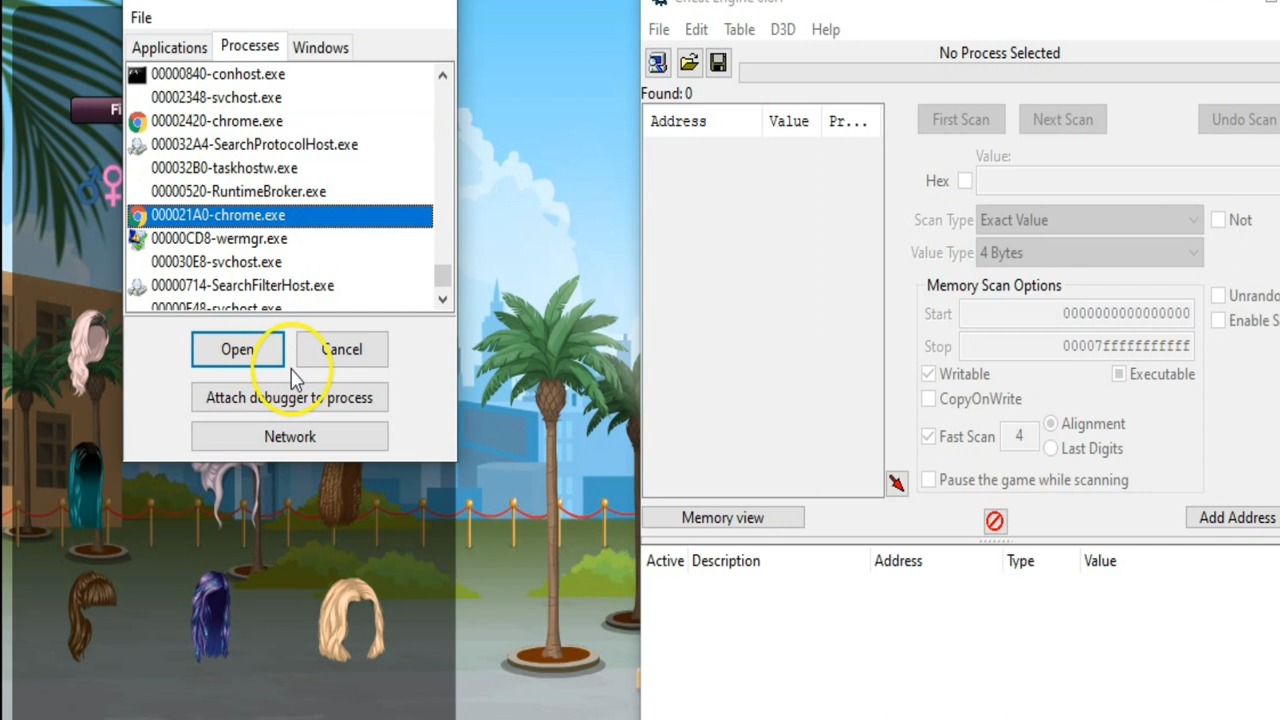 File
Applications
Processes
Windows
00000840-conhost.exe
00002348-svchost.exe
00002420-chrome.exe
000032A4-SearchProtocolHost.exe
000032B0-taskhostw.exe
00000520-RuntimeBroker.exe
000021A0-chrome.exe
00000CD8-wermgr.exe
000030E8-svchost.exe
00000714-SearchFilterHost.exe
Open
Cancel
Attach debugger to process
Network
Fi
File Edit Table D3D Help
No Process Selected
Found: 0
Address Value Pr...
First Scan
Next Scan
Undo Scan
Value:
Hex
Scan Type Exact Value
Not
Value Type 4 Bytes
Memory Scan Options
Start 0000000000000000
Stop 00007fffffffffff
Unrando
Enable S
Writable
Executable
CopyOnWrite
Fast Scan 4
Alignment
Last Digits
Pause the game while scanning
Memory view
Add Address
Active Description Address Type Value